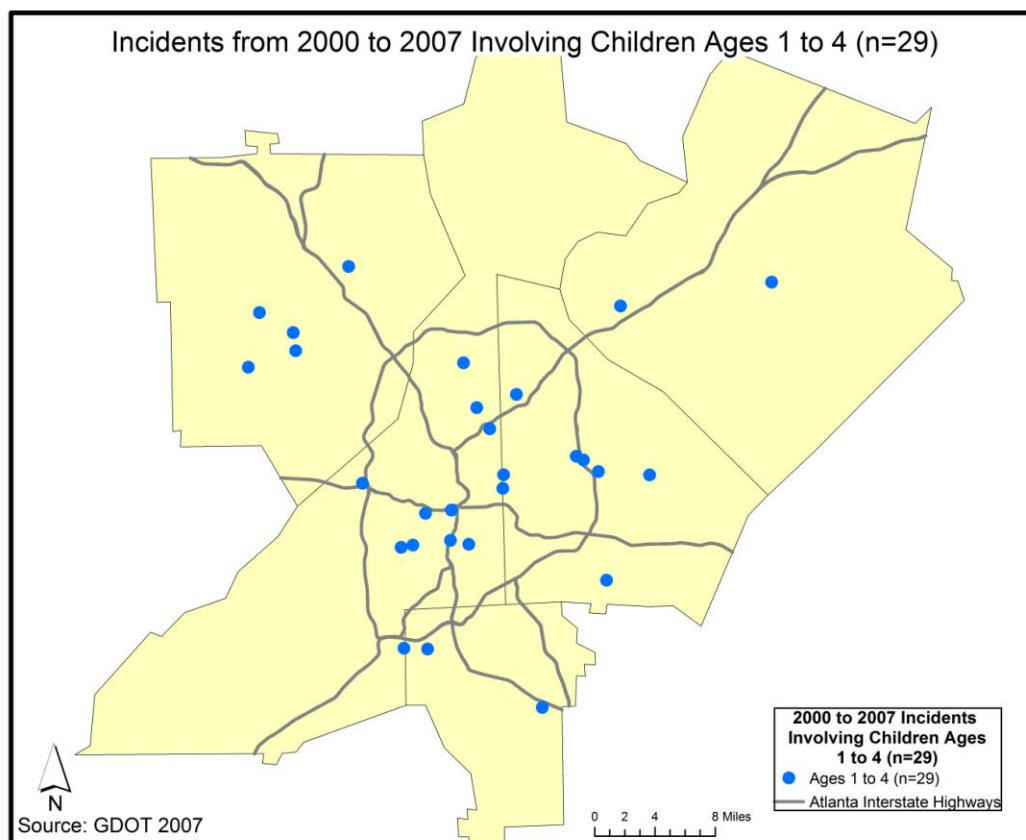 Incidents from 2000 to 2007 Involving Children Ages 1 to 4 (n=29)
2000 to 2007 Incidents
Involving Children Ages
1 to 4 (n=29)
Ages 1 to 4 (n=29)
Atlanta Interstate Highways
N
Source: GDOT 2007
0 2 4 8 Miles